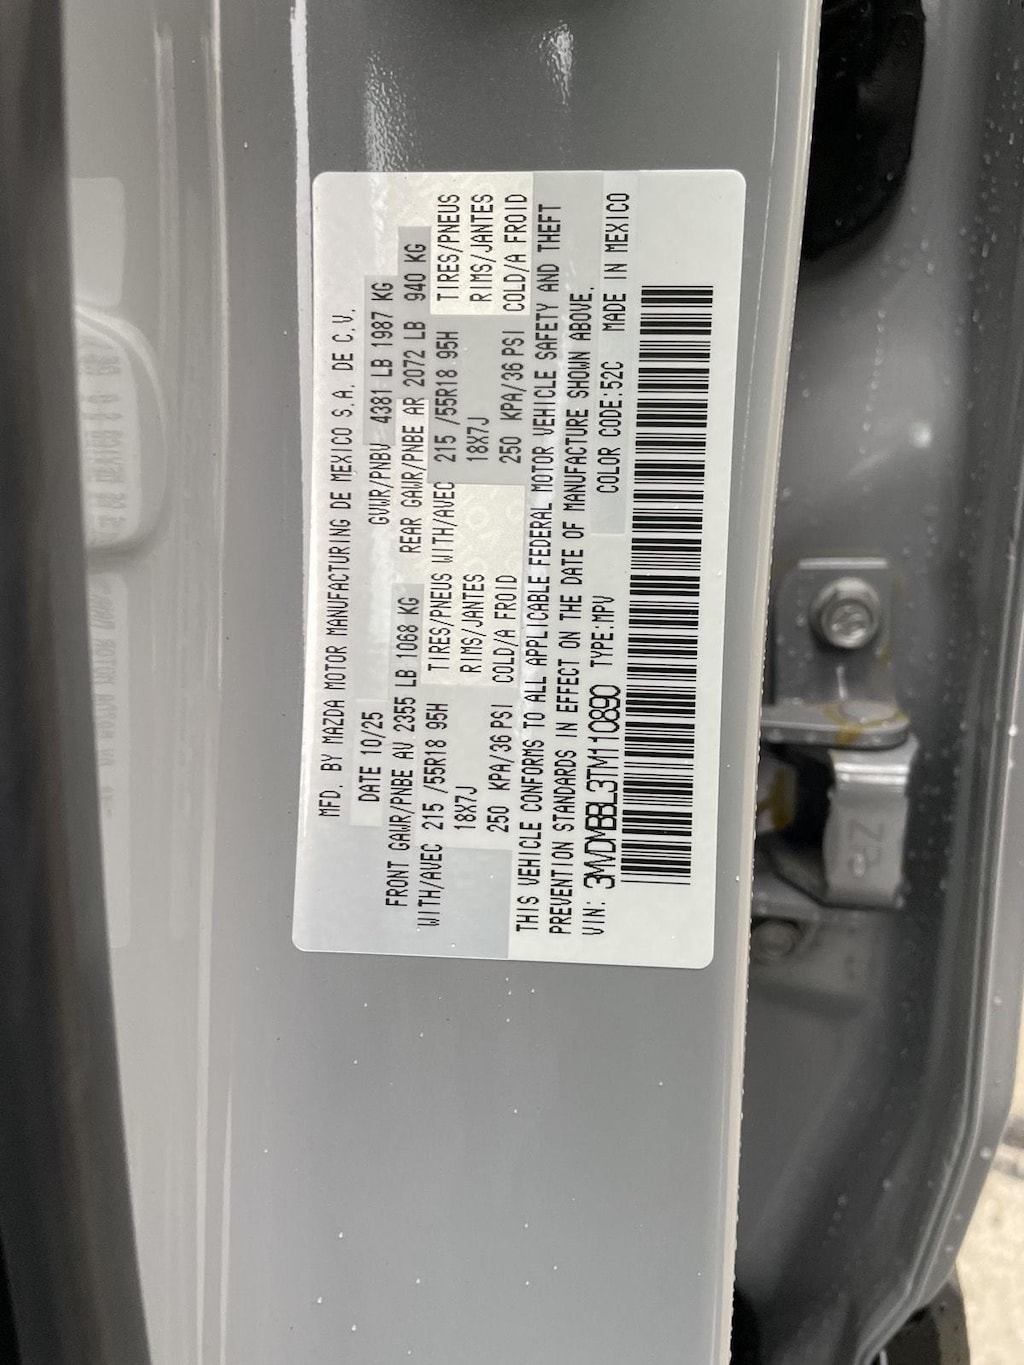 MFD. BY MAZDA MOTOR MANUFACTURING DE MEXICO S.A. DE C.V.
DATE 10/25 GVWR/PNBV 4381 LB 1987 KG
FRONT GAWR/PNBE AV 2355 LB 1068 KG REAR GAWR/PNBE AR 2072 LB 940 KG
WITH/AVEC 215 /55R18 95H TIRES/PNEUS WITH/AVEC 215 /55R18 95H TIRES/PNEUS
18X7J RIMS/JANTES 18X7J RIMS/JANTES
250 KPA/36 PSI COLD/A FROID 250 KPA/36 PSI COLD/A FROID
THIS VEHICLE CONFORMS TO ALL APPLICABLE FEDERAL MOTOR VEHICLE SAFETY AND THEFT
PREVENTION STANDARDS IN EFFECT ON THE DATE OF MANUFACTURE SHOWN ABOVE.
VIN: 3MVDMBBL3TM110890 TYPE:MPV COLOR CODE:52C MADE IN MEXICO